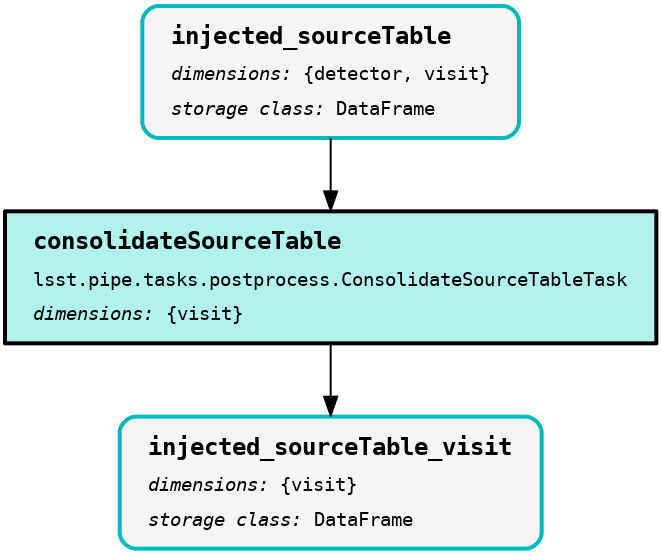 injected_sourceTable
dimensions: {detector, visit}
storage class: DataFrame
consolidateSourceTable
lsst.pipe.tasks.postprocess.ConsolidateSourceTableTask
dimensions: {visit}
injected_sourceTable_visit
dimensions: {visit}
storage class: DataFrame